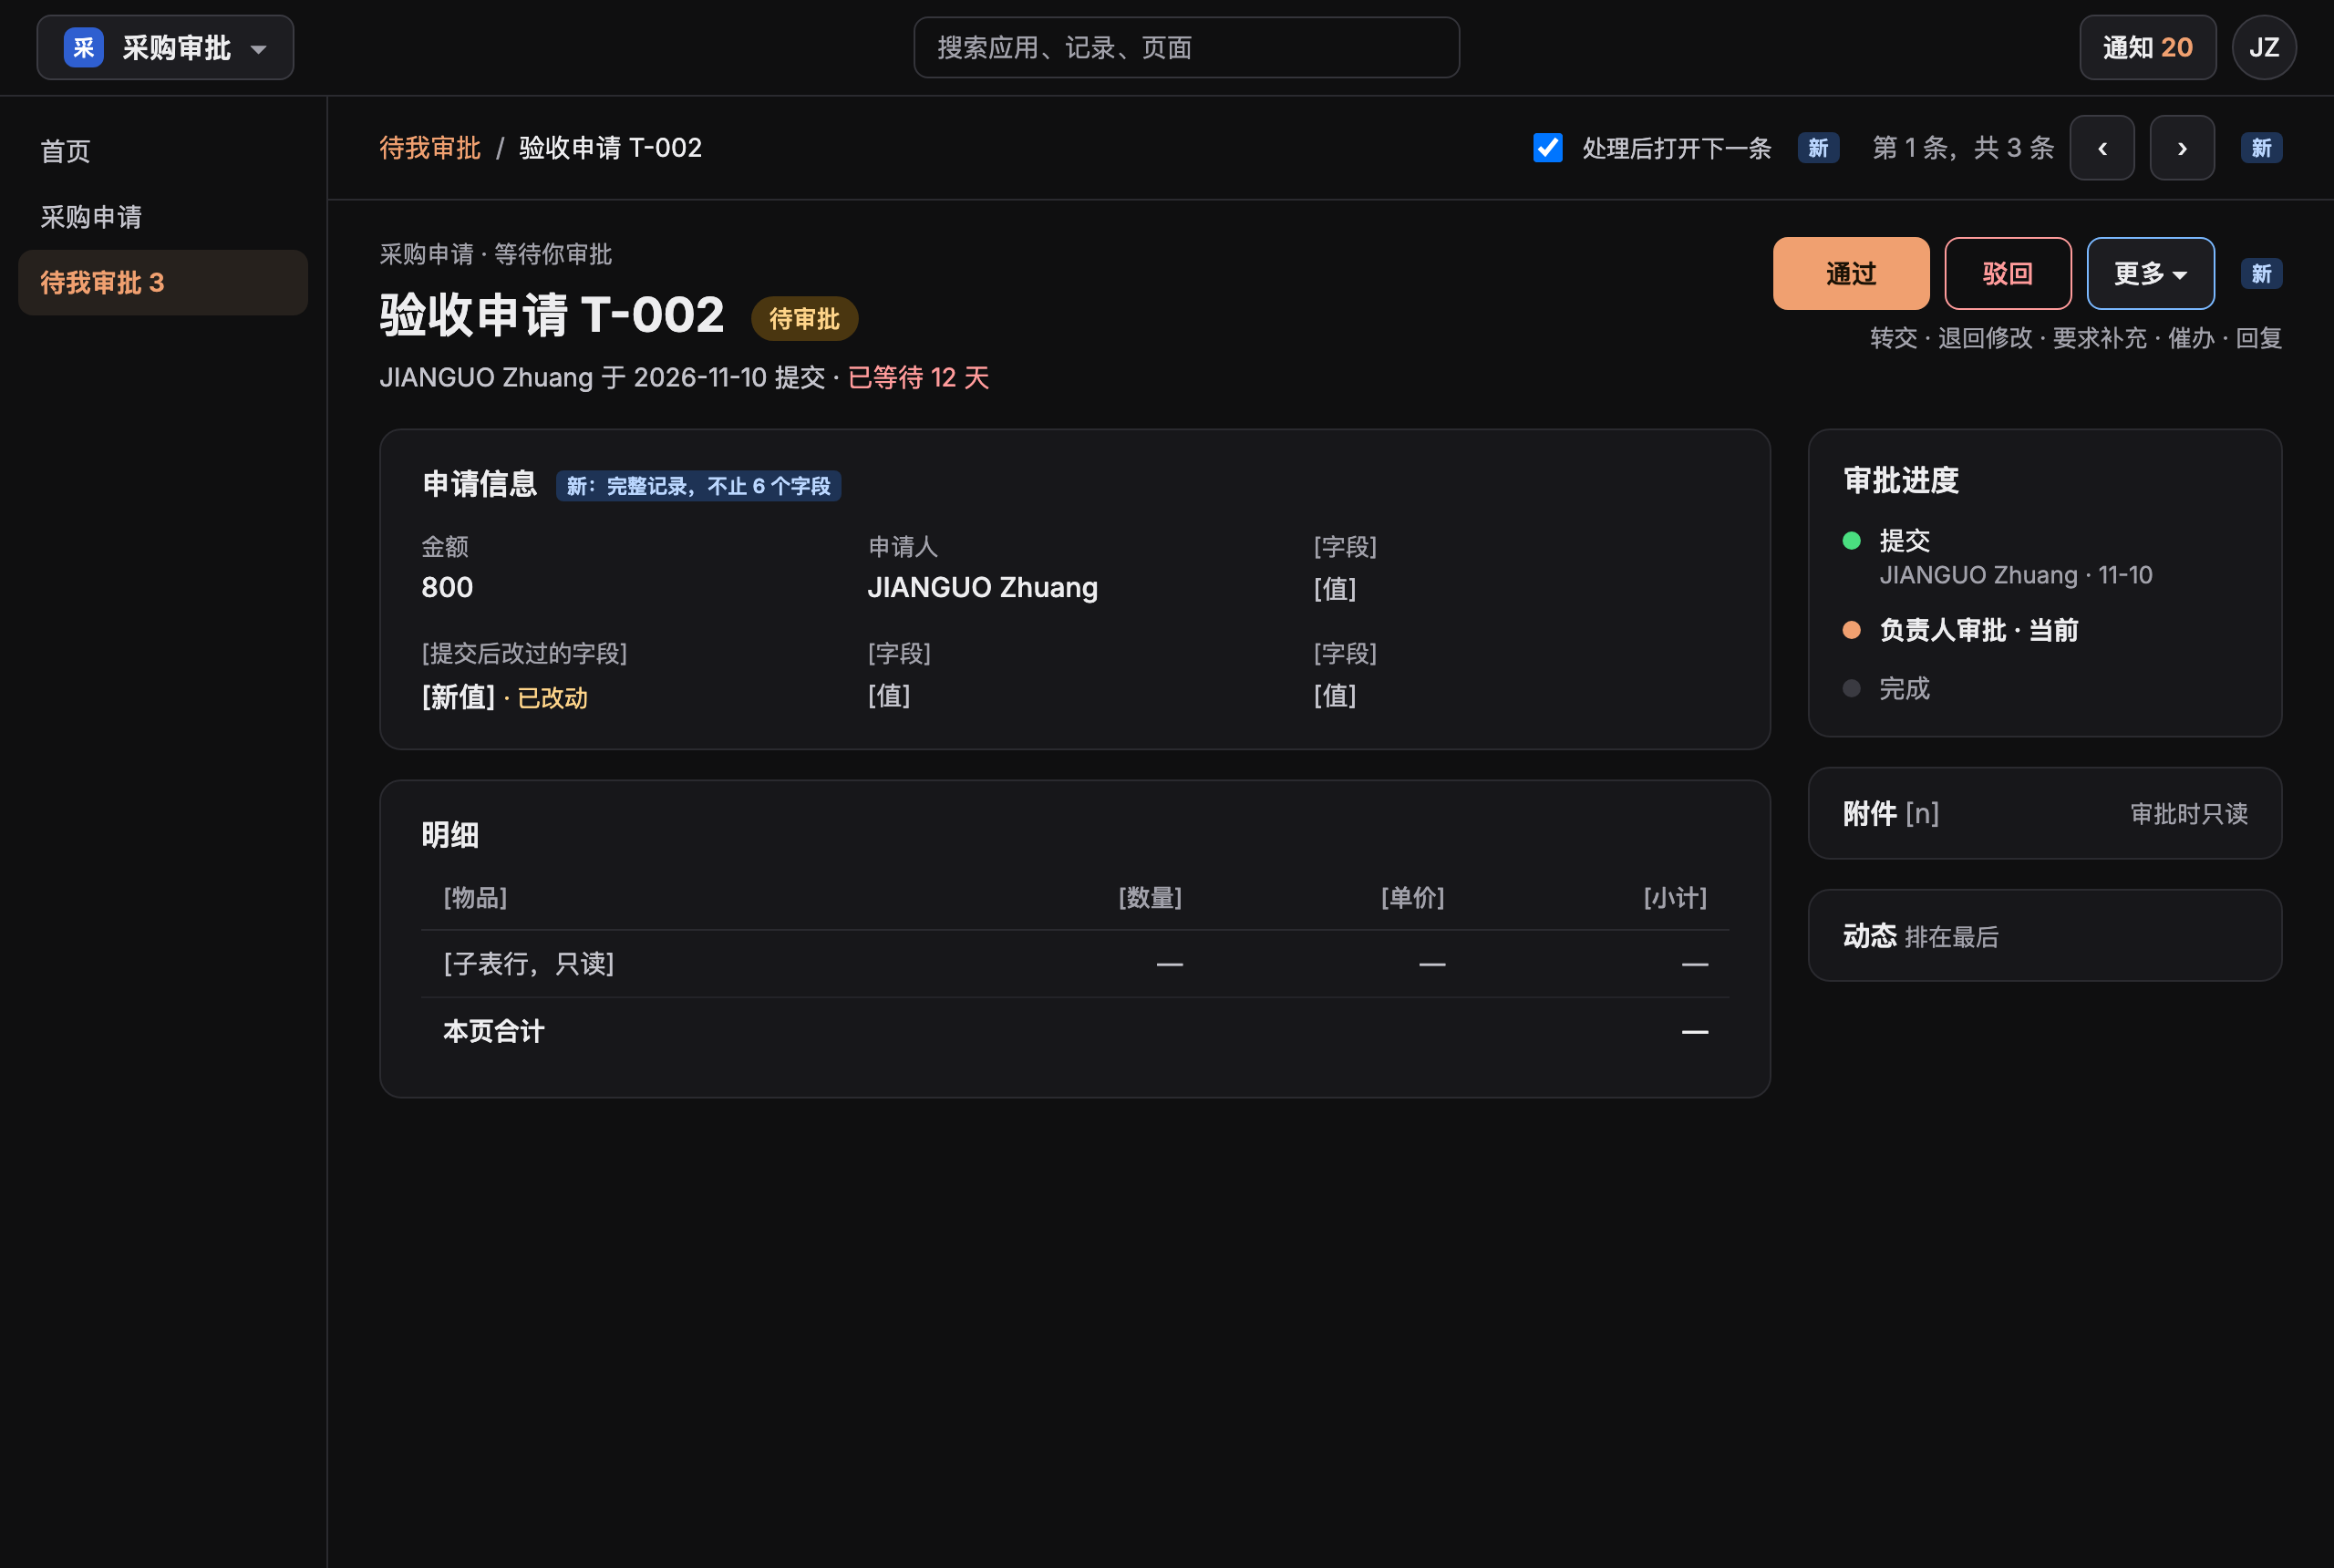 采 采购审批
搜索应用、记录、页面
通知 20
JZ
首页
采购申请
待我审批 3
待我审批 / 验收申请 T-002
处理后打开下一条 新
第 1 条，共 3 条 ‹ › 新
采购申请 · 等待你审批
验收申请 T-002 待审批
JIANGUO Zhuang 于 2026-11-10 提交 · 已等待 12 天
通过 驳回 更多 新
转交 · 退回修改 · 要求补充 · 催办 · 回复
申请信息 新：完整记录，不止 6 个字段
金额 申请人 [字段]
800 JIANGUO Zhuang [值]
[提交后改过的字段] [字段] [字段]
[新值] · 已改动 [值] [值]
明细
[物品] [数量] [单价] [小计]
[子表行，只读] — — —
本页合计 —
审批进度
提交
JIANGUO Zhuang · 11-10
负责人审批 · 当前
完成
附件 [n] 审批时只读
动态 排在最后